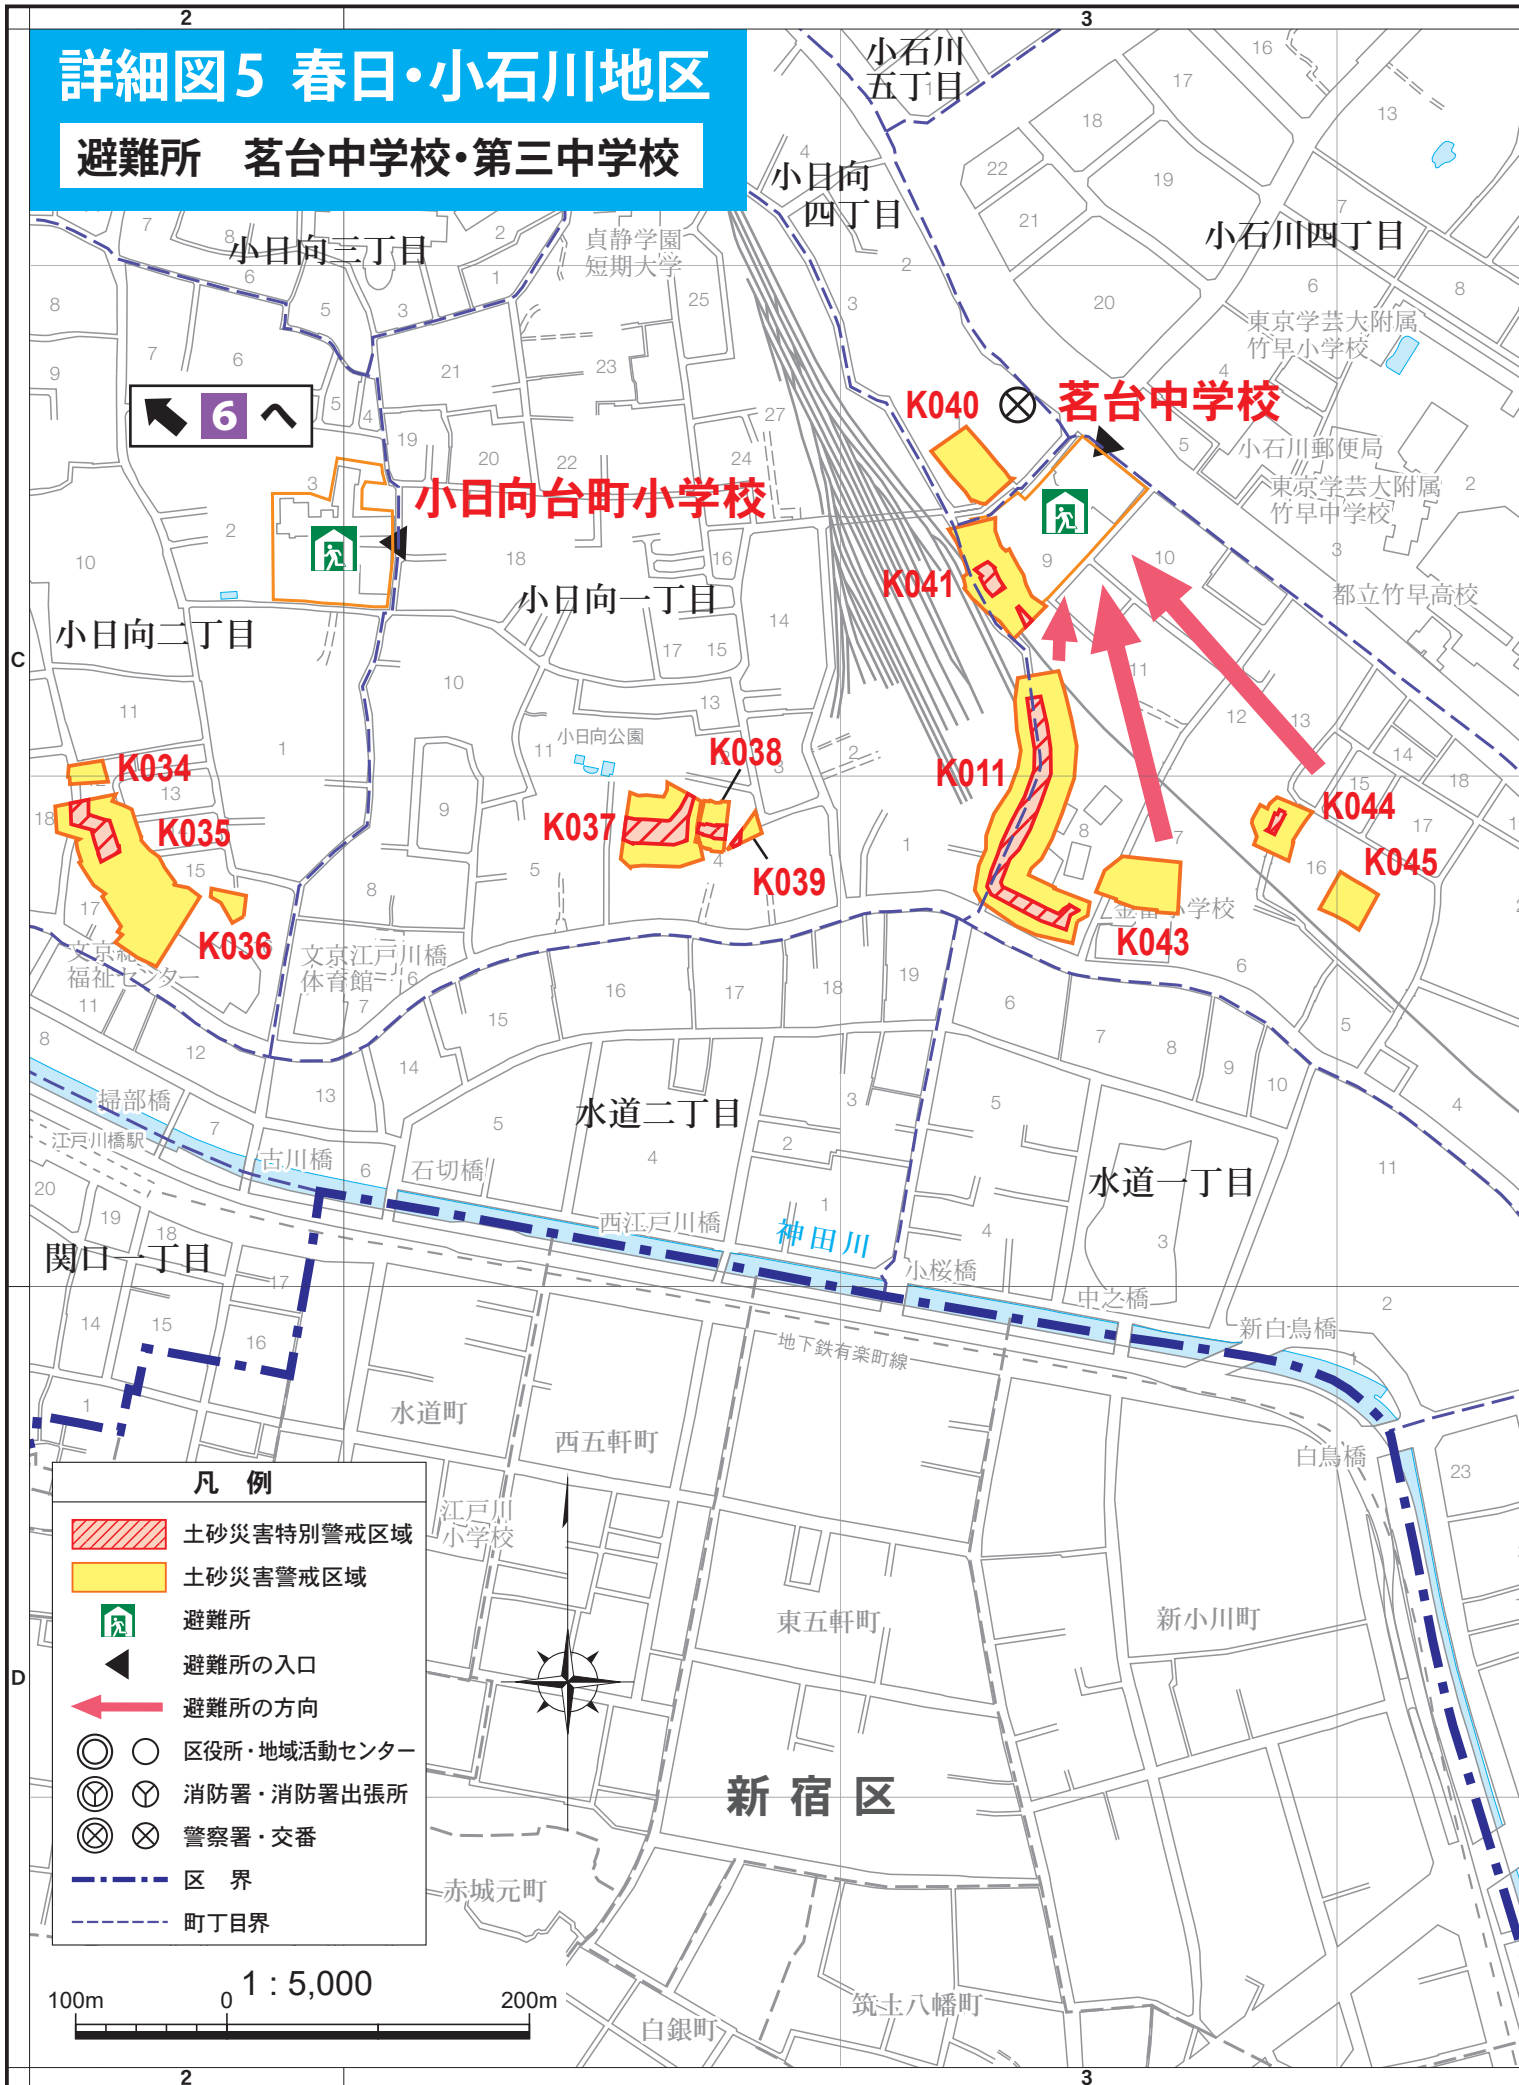 2
3
詳細図5 春日・小石川地区
避難所 茗台中学校・第三中学校
小石川
五丁目
小日向
四丁目
小石川四丁目
小日向三丁目
貞静学園
短期大学
東京学芸大附属
竹早小学校
6 へ
K040
茗台中学校
小石川郵便局
東京学芸大附属
竹早中学校
小日向台町小学校
K041
都立竹早高校
小日向一丁目
小日向二丁目
C
小日向公園
K038
K034
K011
K044
K035
K037
K045
K039
K036
K043
文京江戸川橋
体育館
福祉センター
水道二丁目
掃部橋
江戸川橋駅
古川橋
石切橋
水道一丁目
西江戸川橋
神田川
関口一丁目
小桜橋
中之橋
新白鳥橋
地下鉄有楽町線
水道町
西五軒町
白鳥橋
江戸川
小学校
東五軒町
新小川町
凡 例
土砂災害特別警戒区域
土砂災害警戒区域
避難所
避難所の入口
避難所の方向
区役所・地域活動センター
消防署・消防署出張所
警察署・交番
区 界
町丁目界
D
新宿区
赤城元町
1 : 5,000
100m
0
200m
筑土八幡町
白銀町
2
3